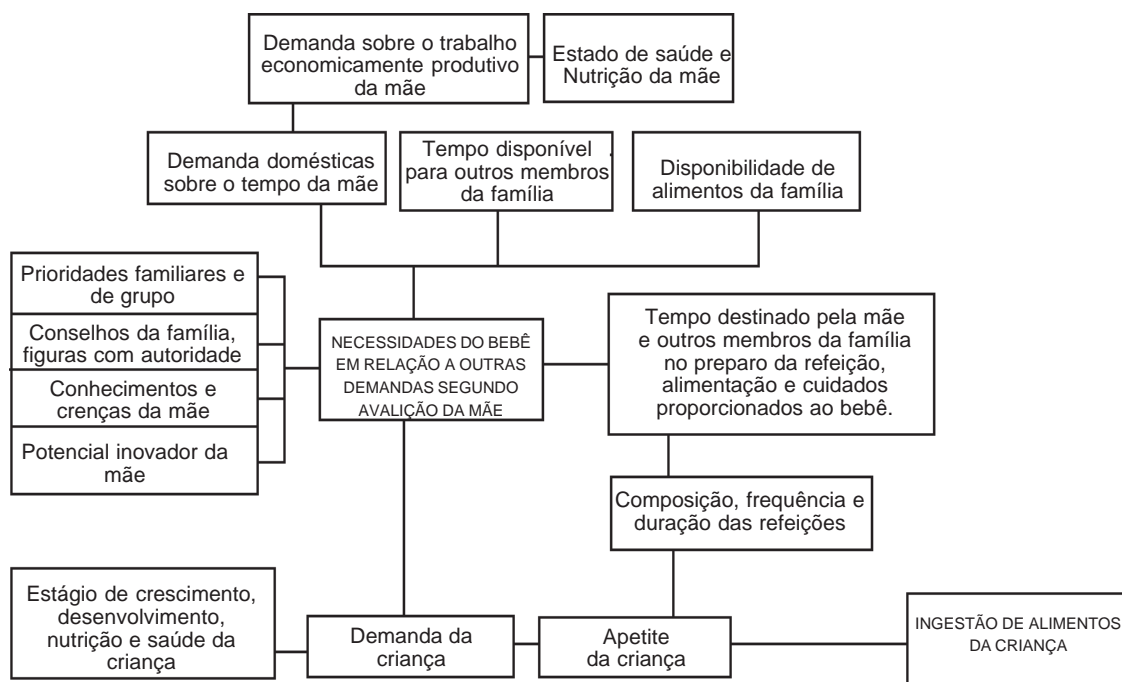 Demanda sobre o trabalho
economicamente produtivo
da mãe
Estado de saúde e
Nutrição da mãe
Demanda domésticas
sobre o tempo da mãe
Tempo disponível
para outros membros
da família
Disponibilidade de
alimentos da família
Prioridades familiares e
de grupo
Conselhos da família,
figuras com autoridade
Conhecimentos e
crenças da mãe
Potencial inovador da
mãe
NECESSIDADES DO BEBÊ
EM RELAÇÃO A OUTRAS
DEMANDAS SEGUNDO
AVALIÇÃO DA MÃE
Tempo destinado pela mãe
e outros membros da família
no preparo da refeição,
alimentação e cuidados
proporcionados ao bebê.
Composição, frequência e
duração das refeições
Estágio de crescimento,
desenvolvimento,
nutrição e saúde da
criança
Demanda da
criança
Apetite
da criança
INGESTÃO DE ALIMENTOS
DA CRIANÇA